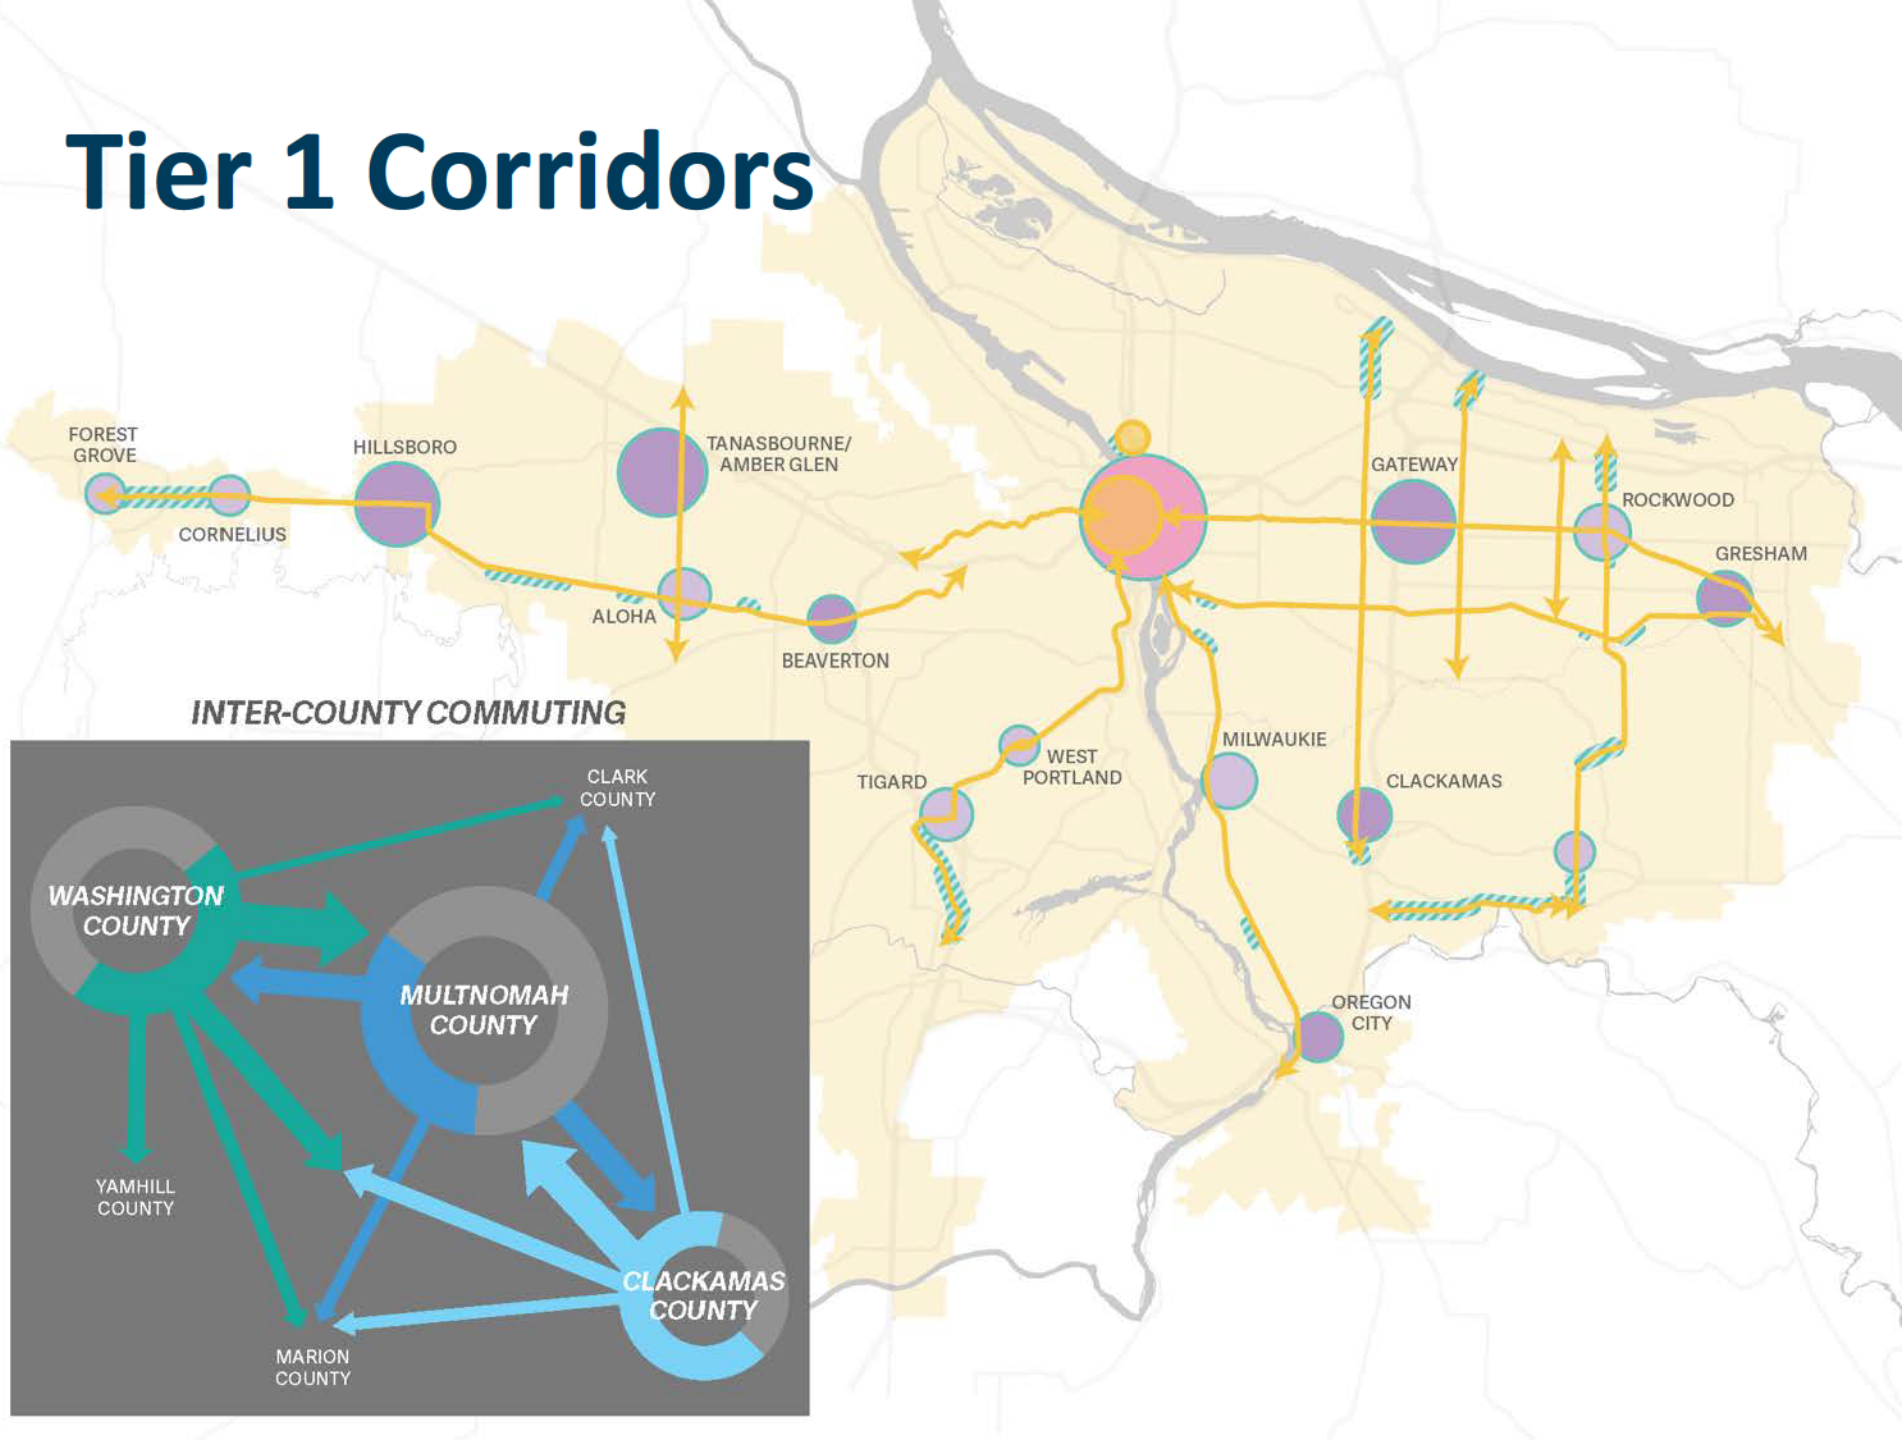 Tier 1 Corridors
FOREST
GROVE
HILLSBORO
CORNELIUS
TANASBOURNE/
AMBER GLEN
ALOHA
BEAVERTON
GATEWAY
ROCKWOOD
GRESHAM
WEST
PORTLAND
TIGARD
MILWAUKIE
CLACKAMAS
OREGON
CITY
INTER-COUNTY COMMUTING
CLARK
COUNTY
WASHINGTON
COUNTY
MULTNOMAH
COUNTY
YAMHILL
COUNTY
CLACKAMAS
COUNTY
MARION
COUNTY